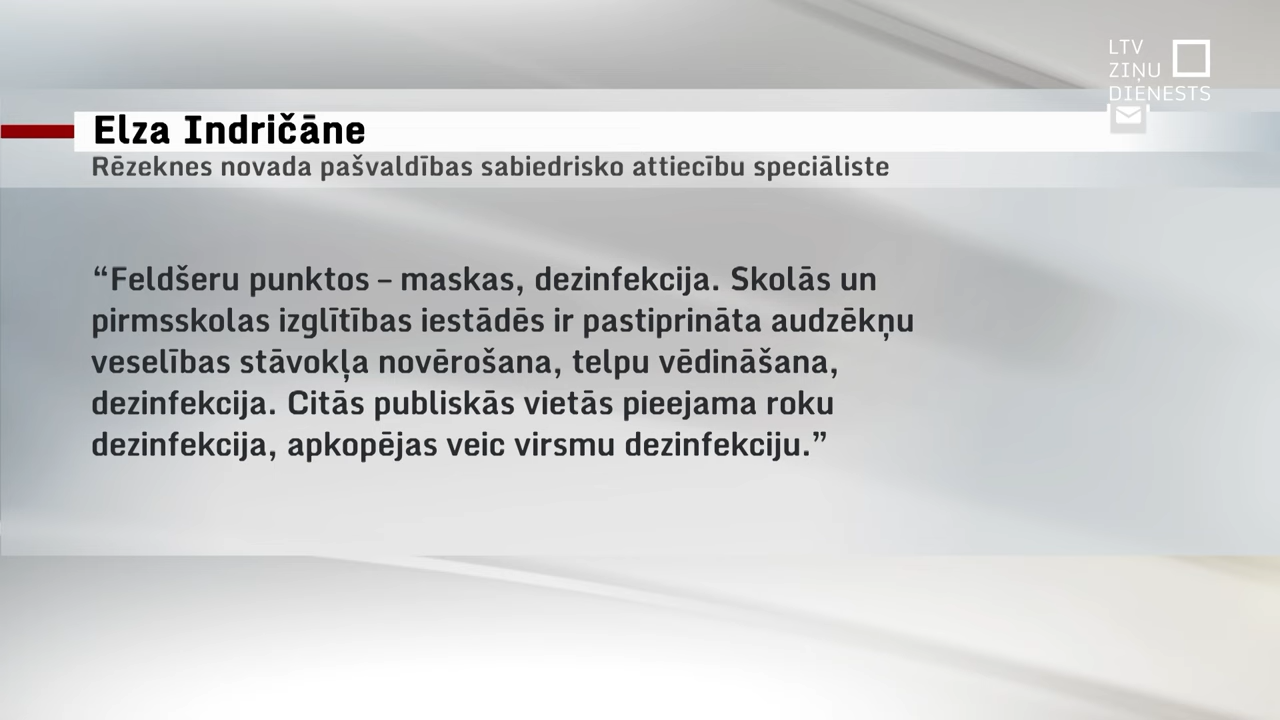 LTV
ZIŅU
DIENESTS
Elza Indričāne
Rēzeknes novada pašvaldības sabiedrisko attiecību speciāliste
“Feldšeru punktos – maskas, dezinfekcija. Skolās un
pirmsskolas izglītības iestādēs ir pastiprināta audzēkņu
veselības stāvokļa novērošana, telpu vēdināšana,
dezinfekcija. Citās publiskās vietās pieejama roku
dezinfekcija, apkopējas veic virsmu dezinfekciju.”